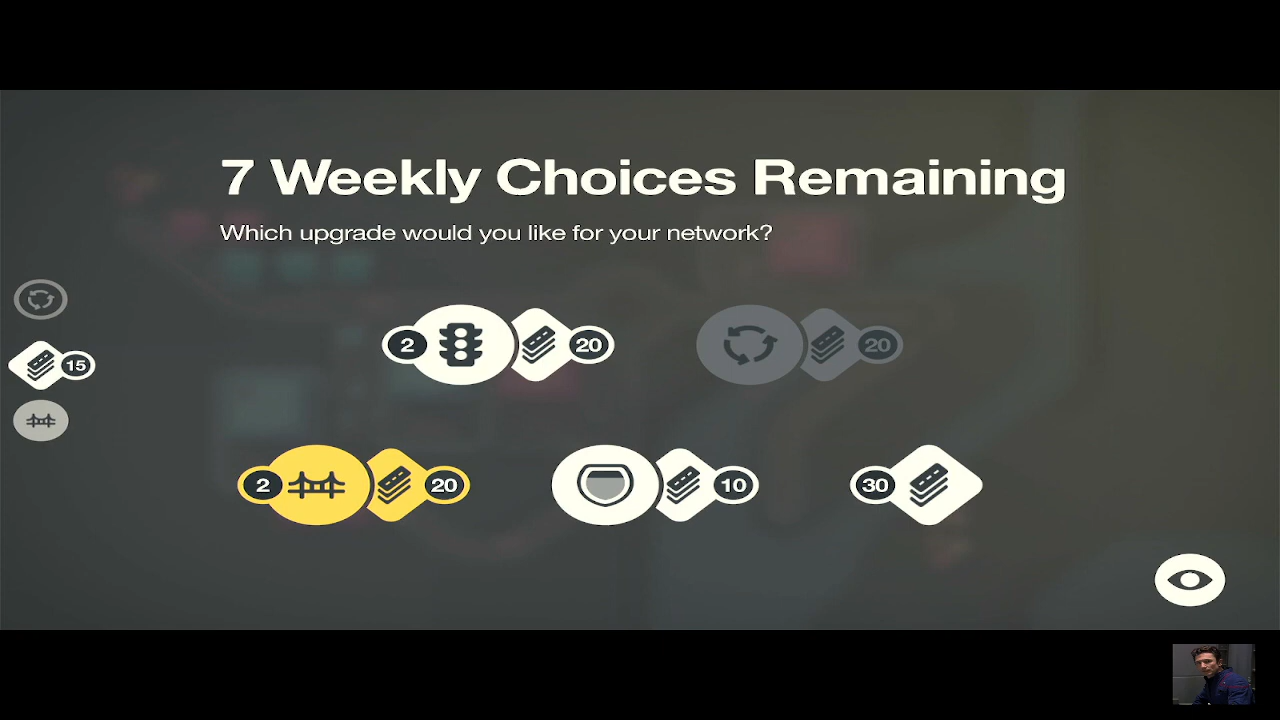 7 Weekly Choices Remaining
Which upgrade would you like for your network?
15
2 20 20
2 20 10 30